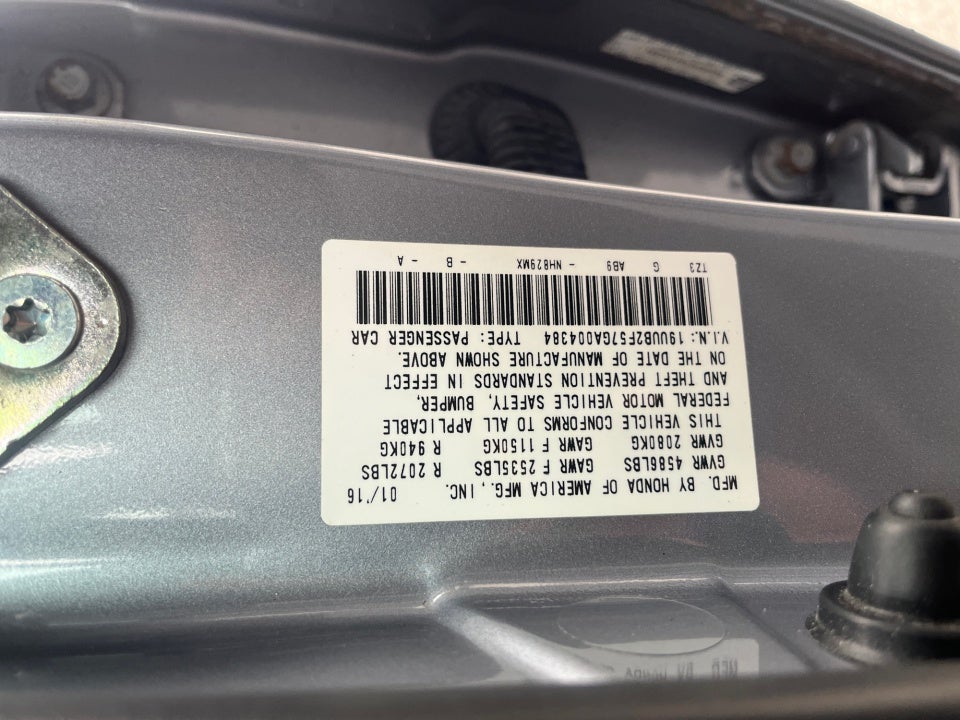 MFD. BY HONDA OF AMERICA MFG., INC. 01/'16
GVWR 4586LBS GAWR F 2535LBS R 2072LBS
GVWR 2080KG GAWR F 1150KG R 940KG
THIS VEHICLE CONFORMS TO ALL APPLICABLE
FEDERAL MOTOR VEHICLE SAFETY, BUMPER,
AND THEFT PREVENTION STANDARDS IN EFFECT
ON THE DATE OF MANUFACTURE SHOWN ABOVE.
V.I.N.: 19UUB2F57GA004384 TYPE: PASSENGER CAR
TZ3 G AB9 - NH829MX - B - A